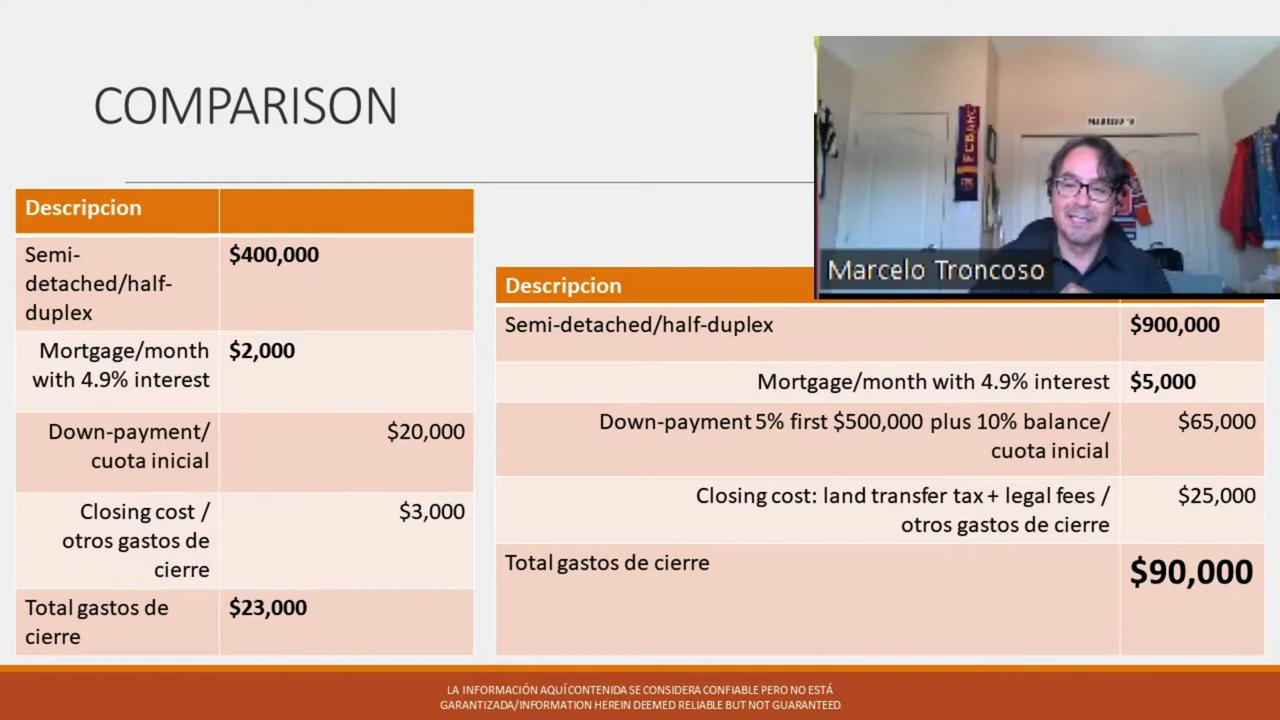 COMPARISON
FCBARC
Marcelo Troncoso
Descripcion
Semi-
detached/half-
duplex
$400,000
Mortgage/month
with 4.9% interest
$2,000
Down-payment/
cuota inicial
$20,000
Closing cost /
otros gastos de
cierre
$3,000
Total gastos de
cierre
$23,000
Descripcion
Semi-detached/half-duplex
$900,000
Mortgage/month with 4.9% interest
$5,000
Down-payment 5% first $500,000 plus 10% balance/
cuota inicial
$65,000
Closing cost: land transfer tax + legal fees /
otros gastos de cierre
$25,000
Total gastos de cierre
$90,000
LA INFORMACIÓN AQUÍ CONTENIDA SE CONSIDERA CONFIABLE PERO NO ESTÁ
GARANTIZADA/INFORMATION HEREIN DEEMED RELIABLE BUT NOT GUARANTEED